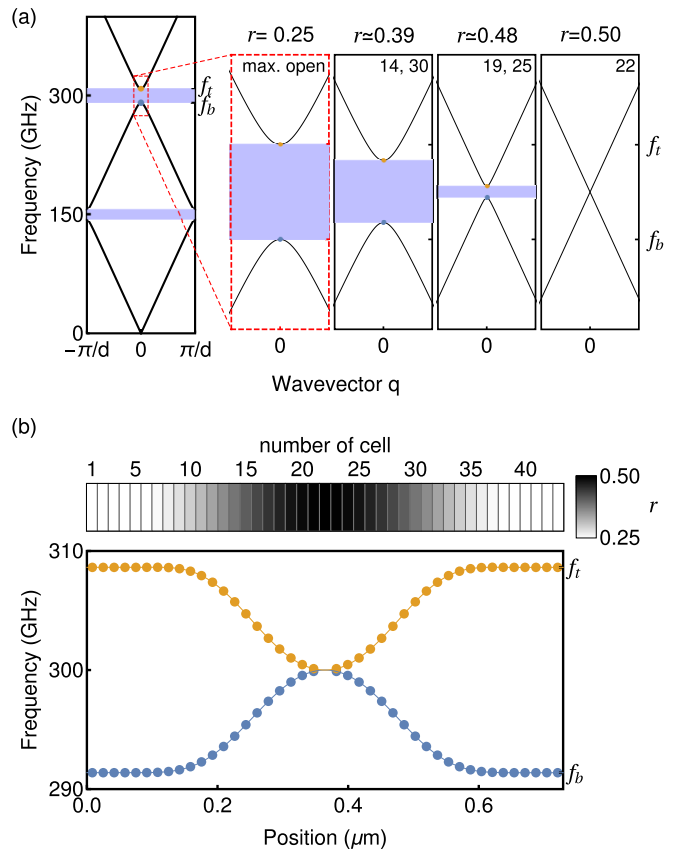 (a)
r= 0.25 r≃0.39 r≃0.48 r=0.50
max. open 14, 30 19, 25 22
Frequency (GHz)
300
150
0
f_t
f_b
f_t
f_b
−π/d 0 π/d 0 0 0 0
Wavevector q
(b)
number of cell
1 5 10 15 20 25 30 35 40
0.50
0.25
r
Frequency (GHz)
310
300
290
f_t
f_b
0.0 0.2 0.4 0.6
Position (μm)